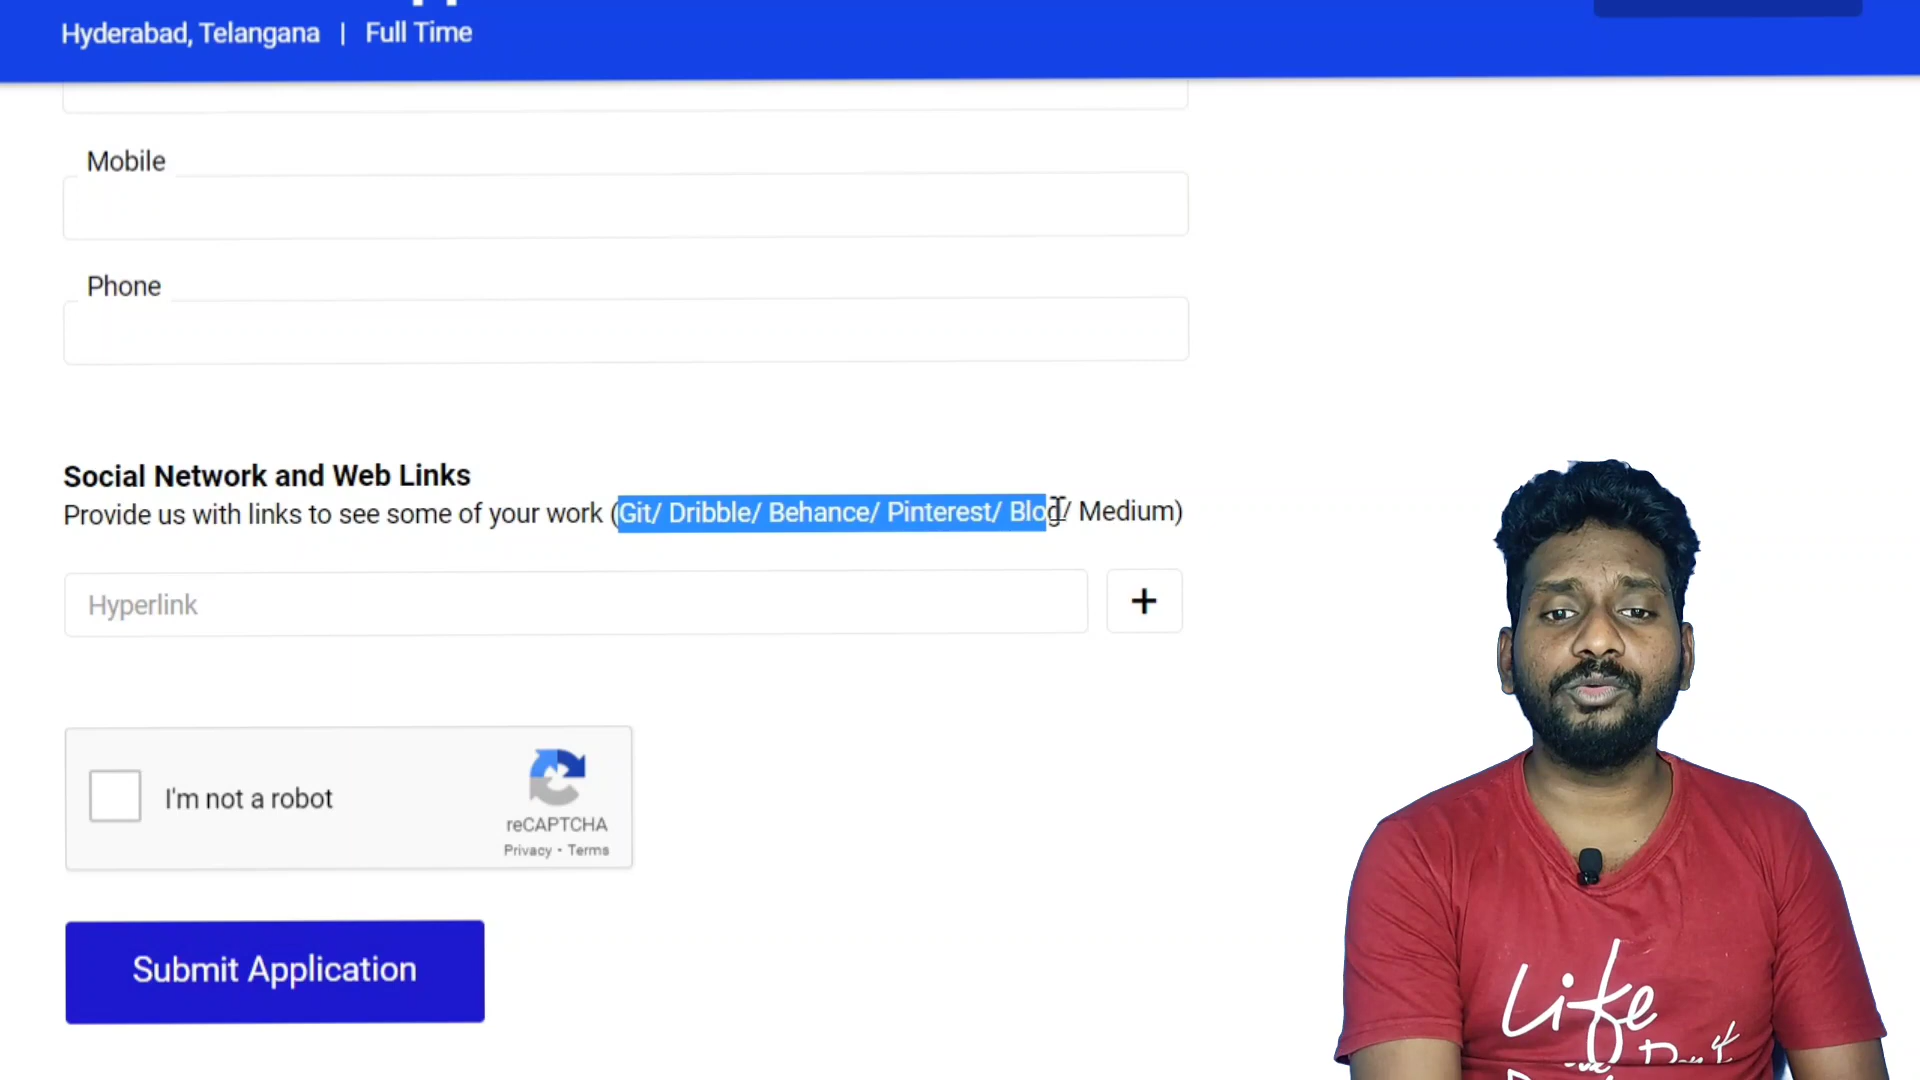 Hyderabad, Telangana | Full Time
Mobile
Phone
Social Network and Web Links
Provide us with links to see some of your work (Git/ Dribble/ Behance/ Pinterest/ Blog/ Medium)
Hyperlink
+
I'm not a robot
reCAPTCHA
Privacy - Terms
Submit Application
Life
Don't